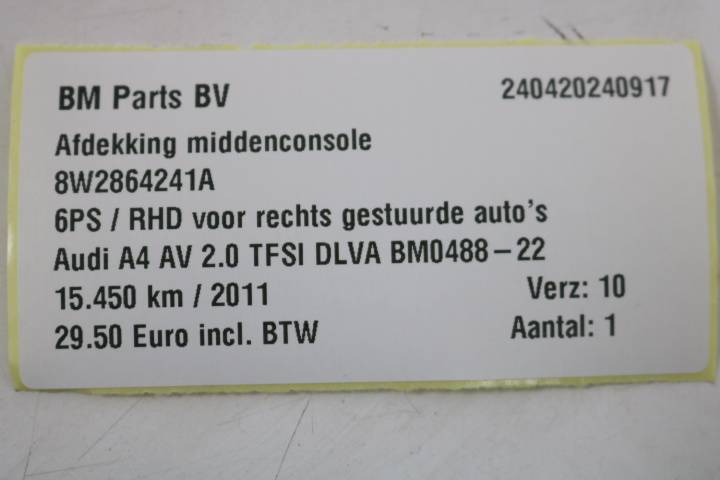 BM Parts BV 240420240917
Afdekking middenconsole
8W2864241A
6PS / RHD voor rechts gestuurde auto's
Audi A4 AV 2.0 TFSI DLVA BM0488-22
15.450 km / 2011 Verz: 10
29.50 Euro incl. BTW Aantal: 1